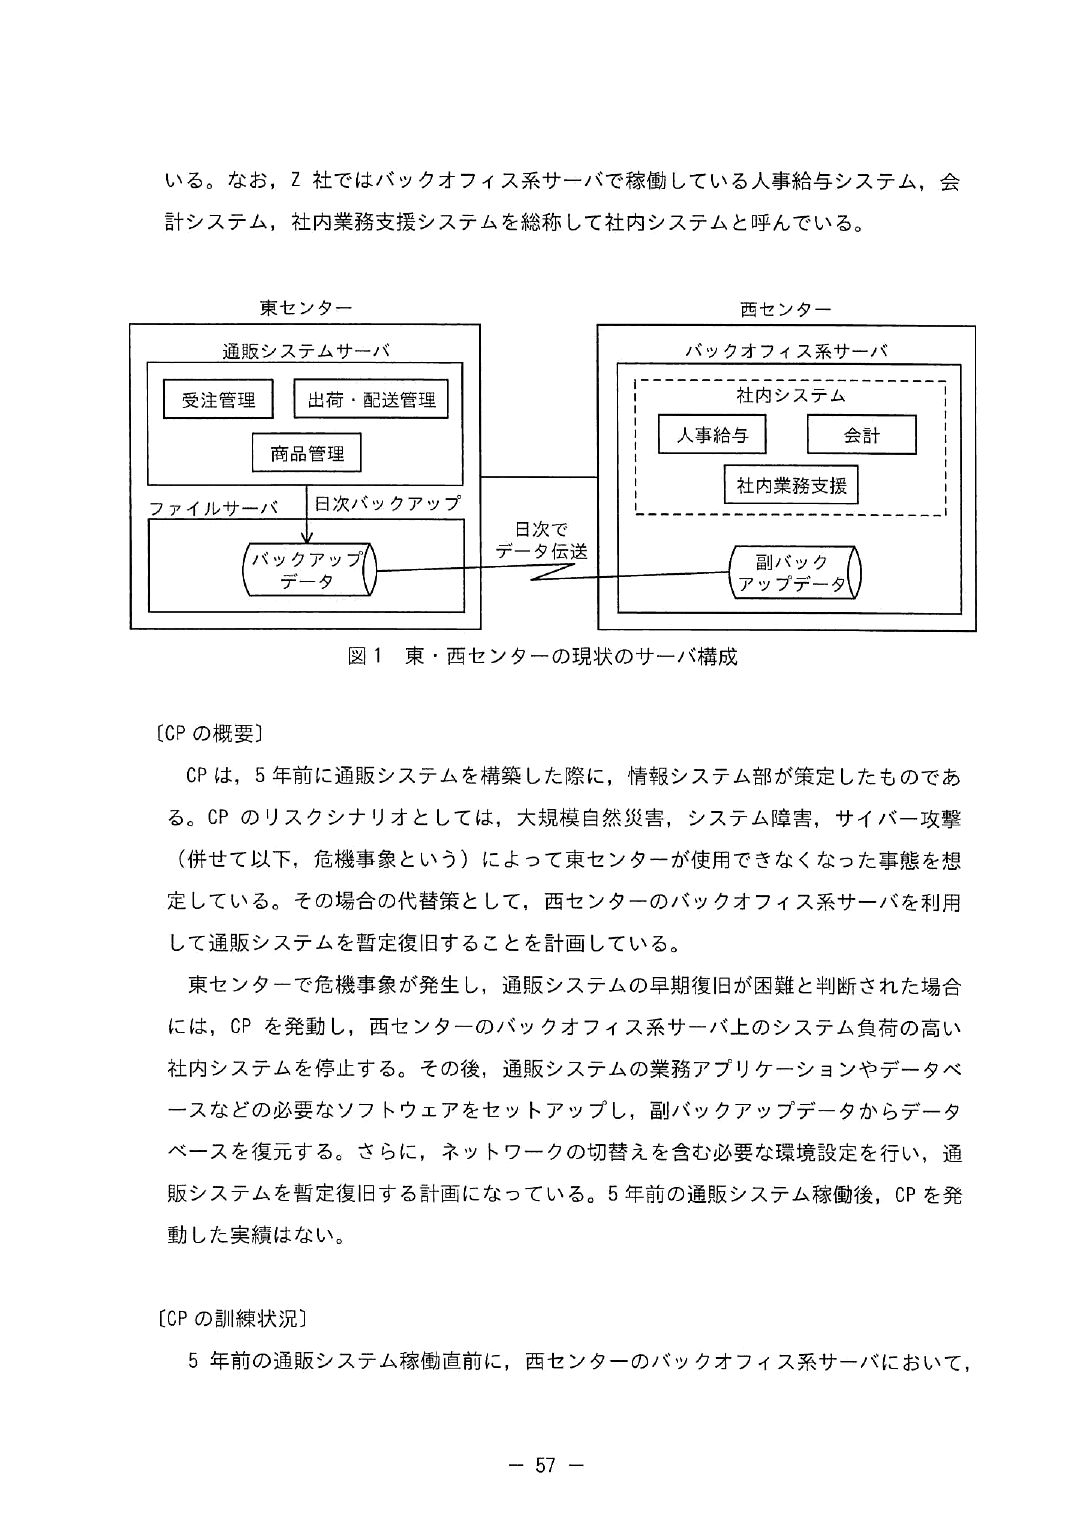 いる。なお，Z 社ではバックオフィス系サーバで稼働している人事給与システム，会
計システム，社内業務支援システムを総称して社内システムと呼んでいる。
東センター
西センター
通販システムサーバ
バックオフィス系サーバ
受注管理
出荷・配送管理
商品管理
社内システム
人事給与
会計
社内業務支援
ファイルサーバ
日次バックアップ
バックアップ
データ
日次で
データ伝送
副バック
アップデータ
図1 東・西センターの現状のサーバ構成
〔CP の概要〕
CP は，5 年前に通販システムを構築した際に，情報システム部が策定したものであ
る。CP のリスクシナリオとしては，大規模自然災害，システム障害，サイバー攻撃
（併せて以下，危機事象という）によって東センターが使用できなくなった事態を想
定している。その場合の代替策として，西センターのバックオフィス系サーバを利用
して通販システムを暫定復旧することを計画している。
東センターで危機事象が発生し，通販システムの早期復旧が困難と判断された場合
には，CP を発動し，西センターのバックオフィス系サーバ上のシステム負荷の高い
社内システムを停止する。その後，通販システムの業務アプリケーションやデータベ
ースなどの必要なソフトウェアをセットアップし，副バックアップデータからデータ
ベースを復元する。さらに，ネットワークの切替えを含む必要な環境設定を行い，通
販システムを暫定復旧する計画になっている。5 年前の通販システム稼働後，CP を発
動した実績はない。
〔CP の訓練状況〕
5 年前の通販システム稼働直前に，西センターのバックオフィス系サーバにおいて，
－ 57 －